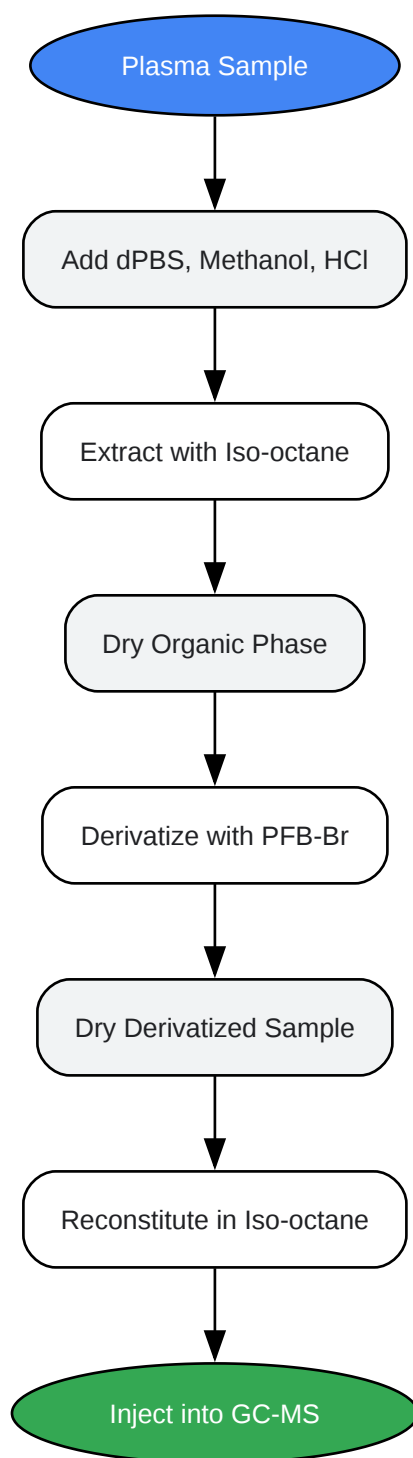 Plasma Sample
Add dPBS, Methanol, HCl
Extract with Iso-octane
Dry Organic Phase
Derivatize with PFB-Br
Dry Derivatized Sample
Reconstitute in Iso-octane
Inject into GC-MS